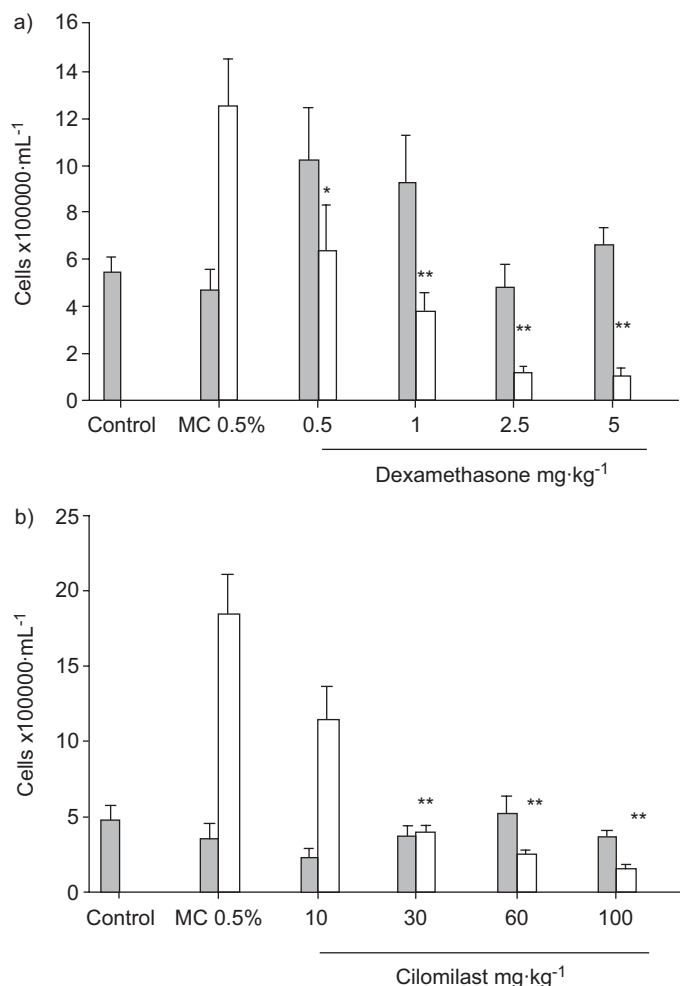 a)
16
14
12
10
8
6
4
2
0
Cells x100000·mL⁻¹
*
**
**
**
Control MC 0.5% 0.5 1 2.5 5
Dexamethasone mg·kg⁻¹
b)
25
20
15
10
5
0
Cells x100000·mL⁻¹
**
**
**
Control MC 0.5% 10 30 60 100
Cilomilast mg·kg⁻¹